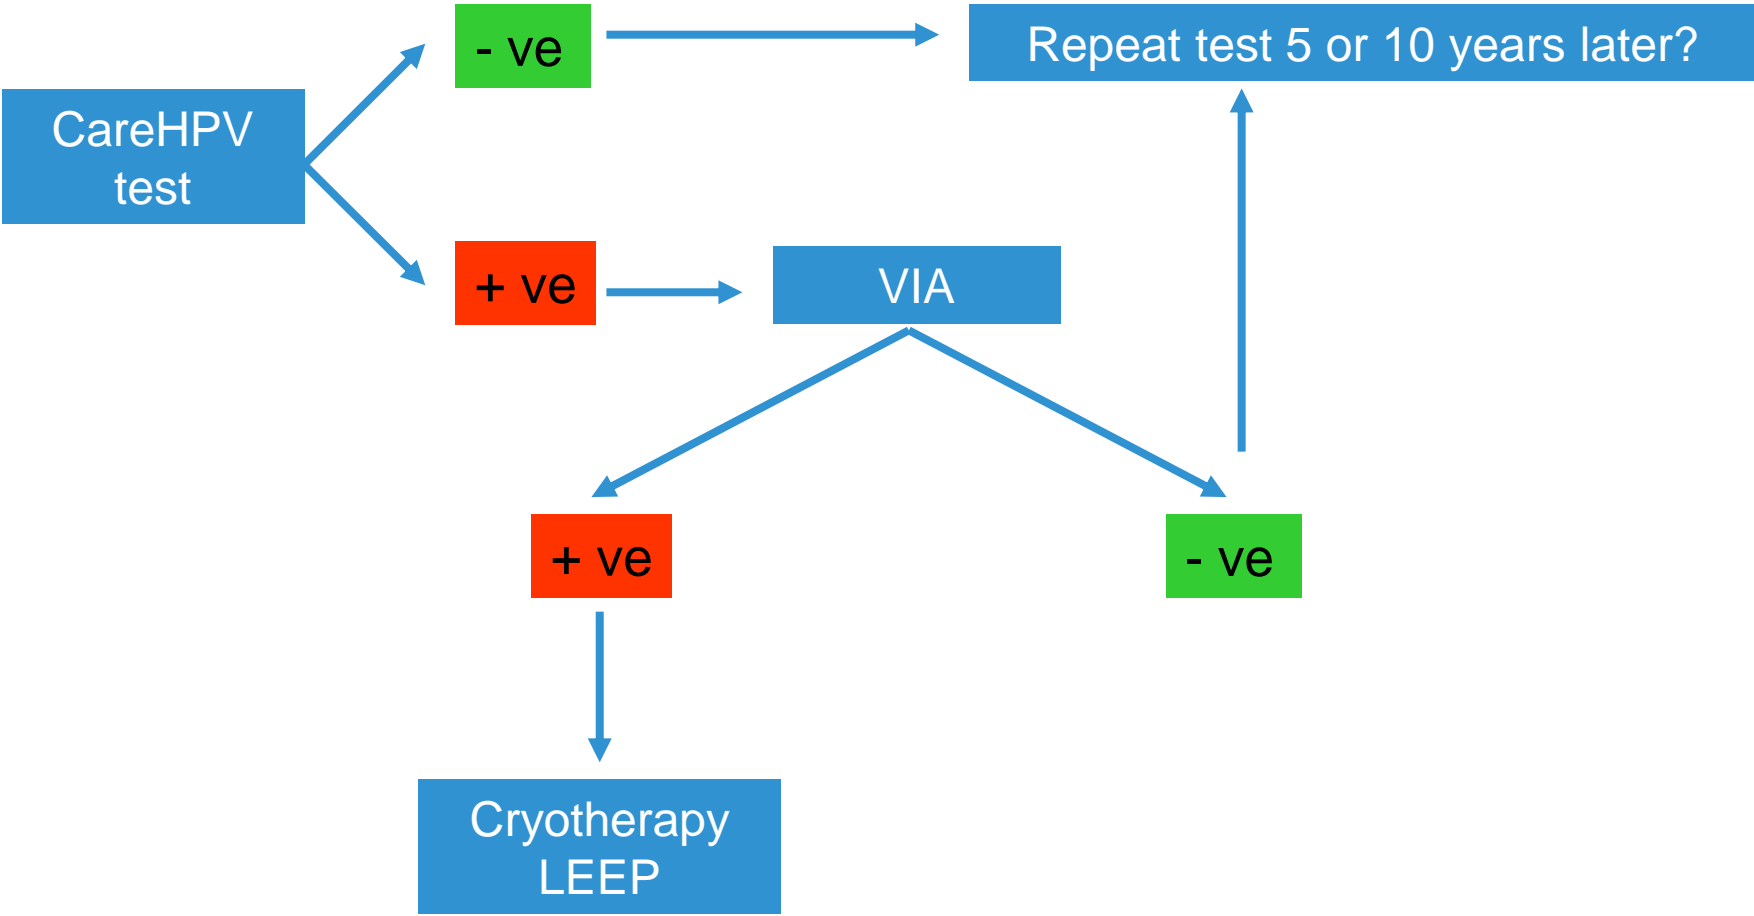 - ve
Repeat test 5 or 10 years later?
CareHPV
test
+ ve
VIA
+ ve
- ve
Cryotherapy
LEEP